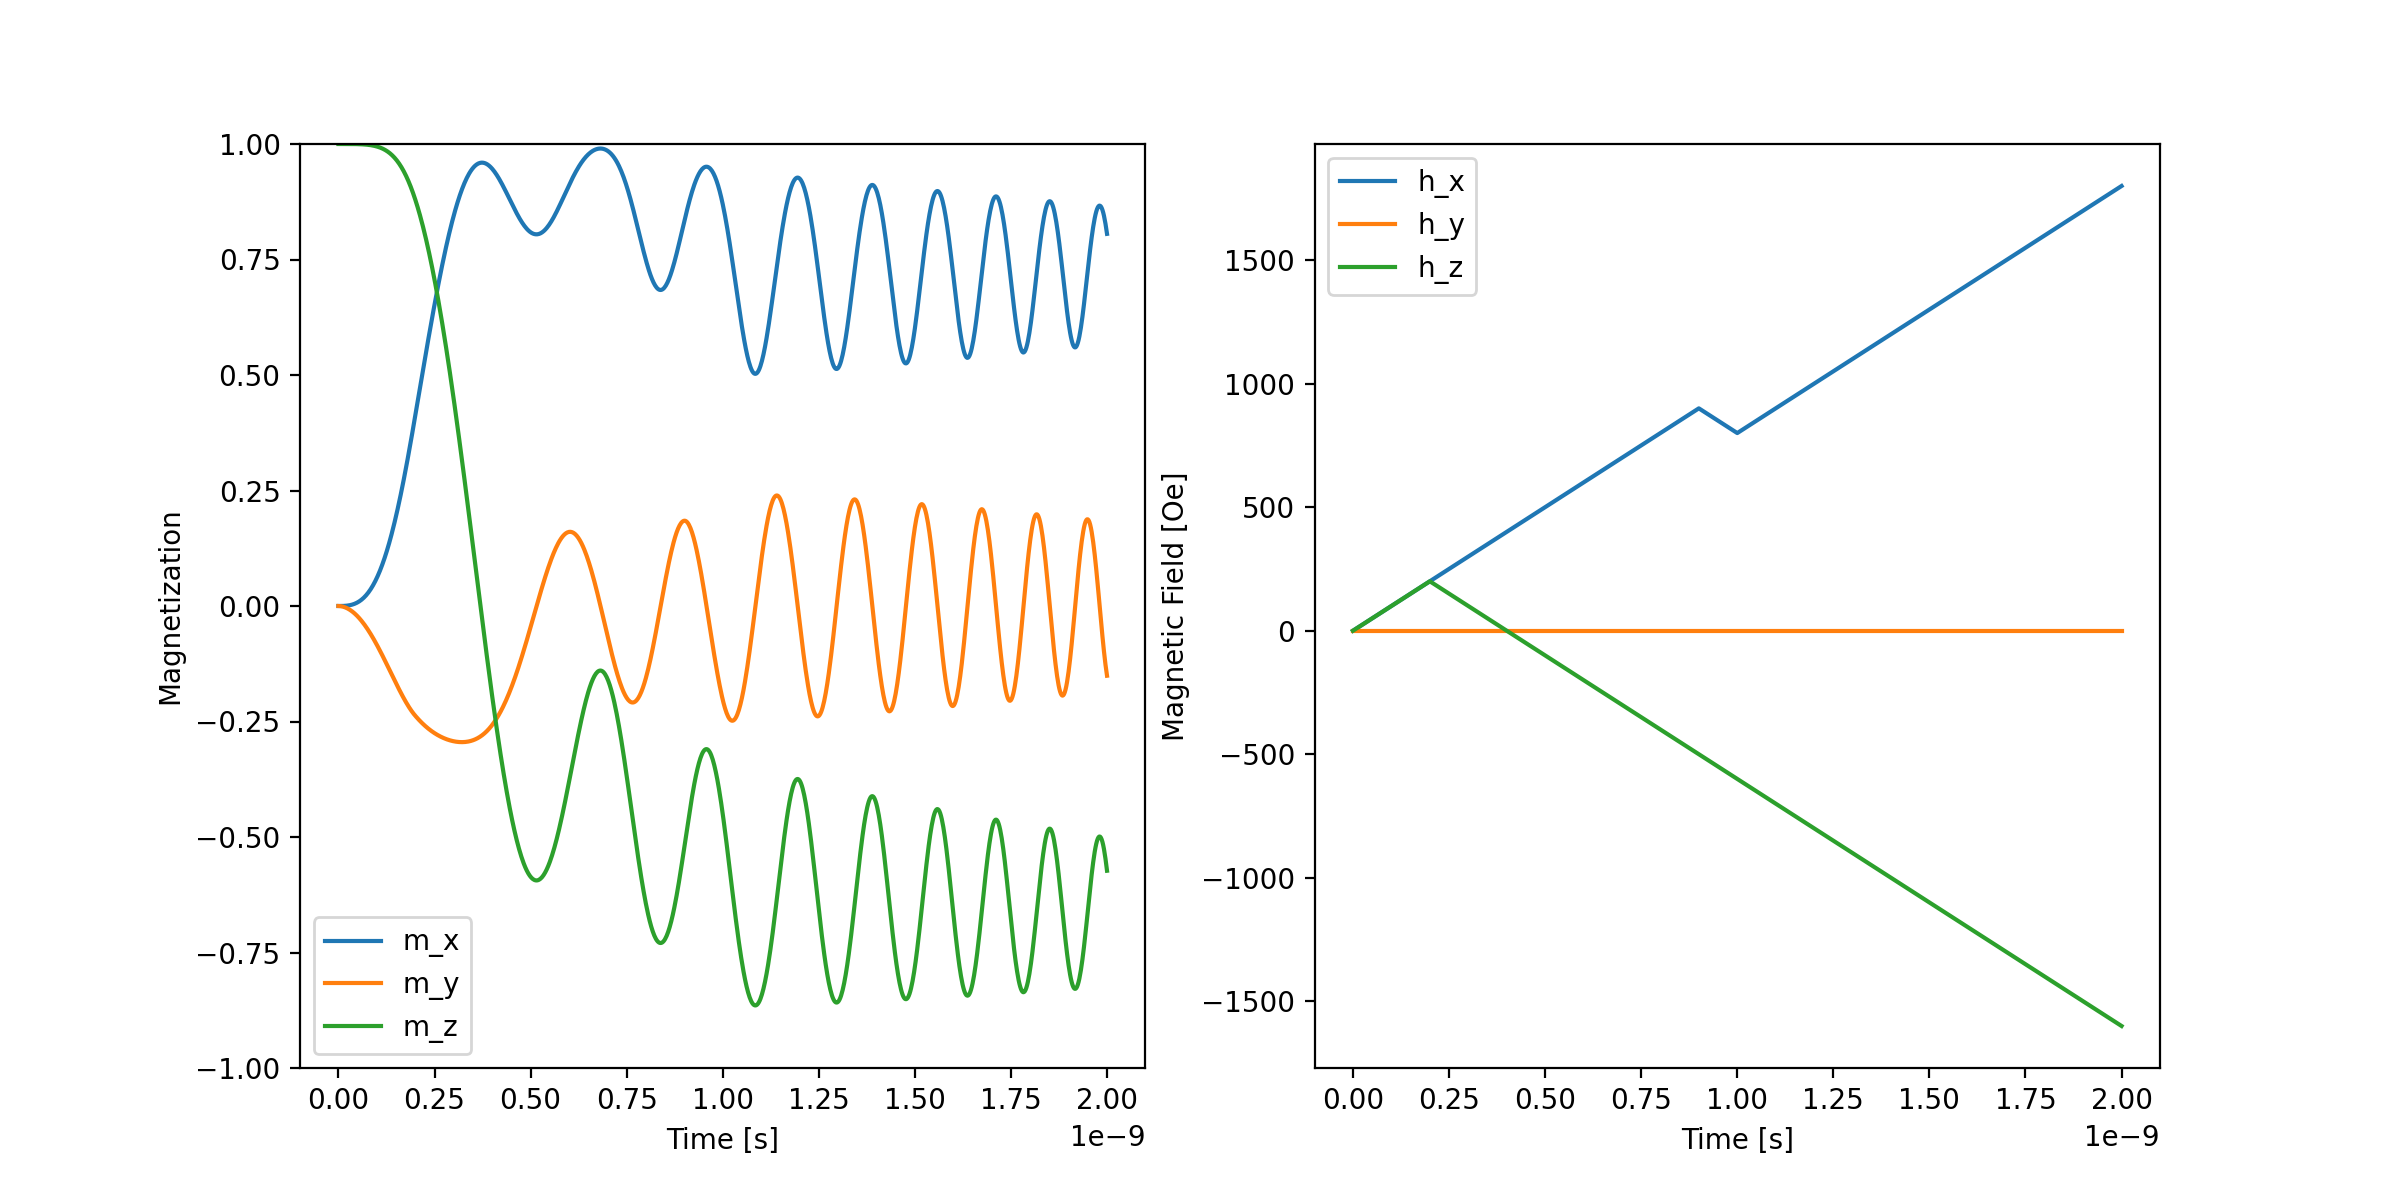 Magnetization
1.00
0.75
0.50
0.25
0.00
−0.25
−0.50
−0.75
−1.00
m_x
m_y
m_z
0.00 0.25 0.50 0.75 1.00 1.25 1.50 1.75 2.00
Time [s]
1e−9
Magnetic Field [Oe]
1500
1000
500
0
−500
−1000
−1500
h_x
h_y
h_z
0.00 0.25 0.50 0.75 1.00 1.25 1.50 1.75 2.00
Time [s]
1e−9